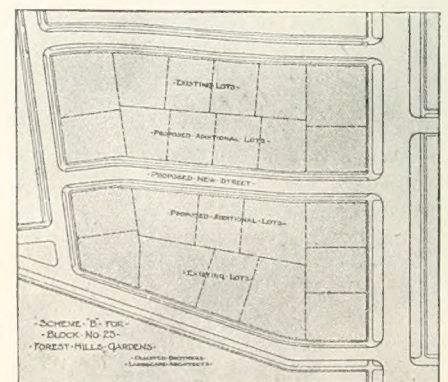 -EXISTING LOTS-
-PROPOSED ADDITIONAL LOTS-
-PROPOSED NEW STREET-
PROPOSED ADDITIONAL LOTS-
-EXISTING LOTS-
-SCHEME "B" FOR-
-BLOCK NO 23-
-FOREST HILLS GARDENS-
-OLMSTED BROTHERS-
-LANDSCAPE ARCHITECTS-